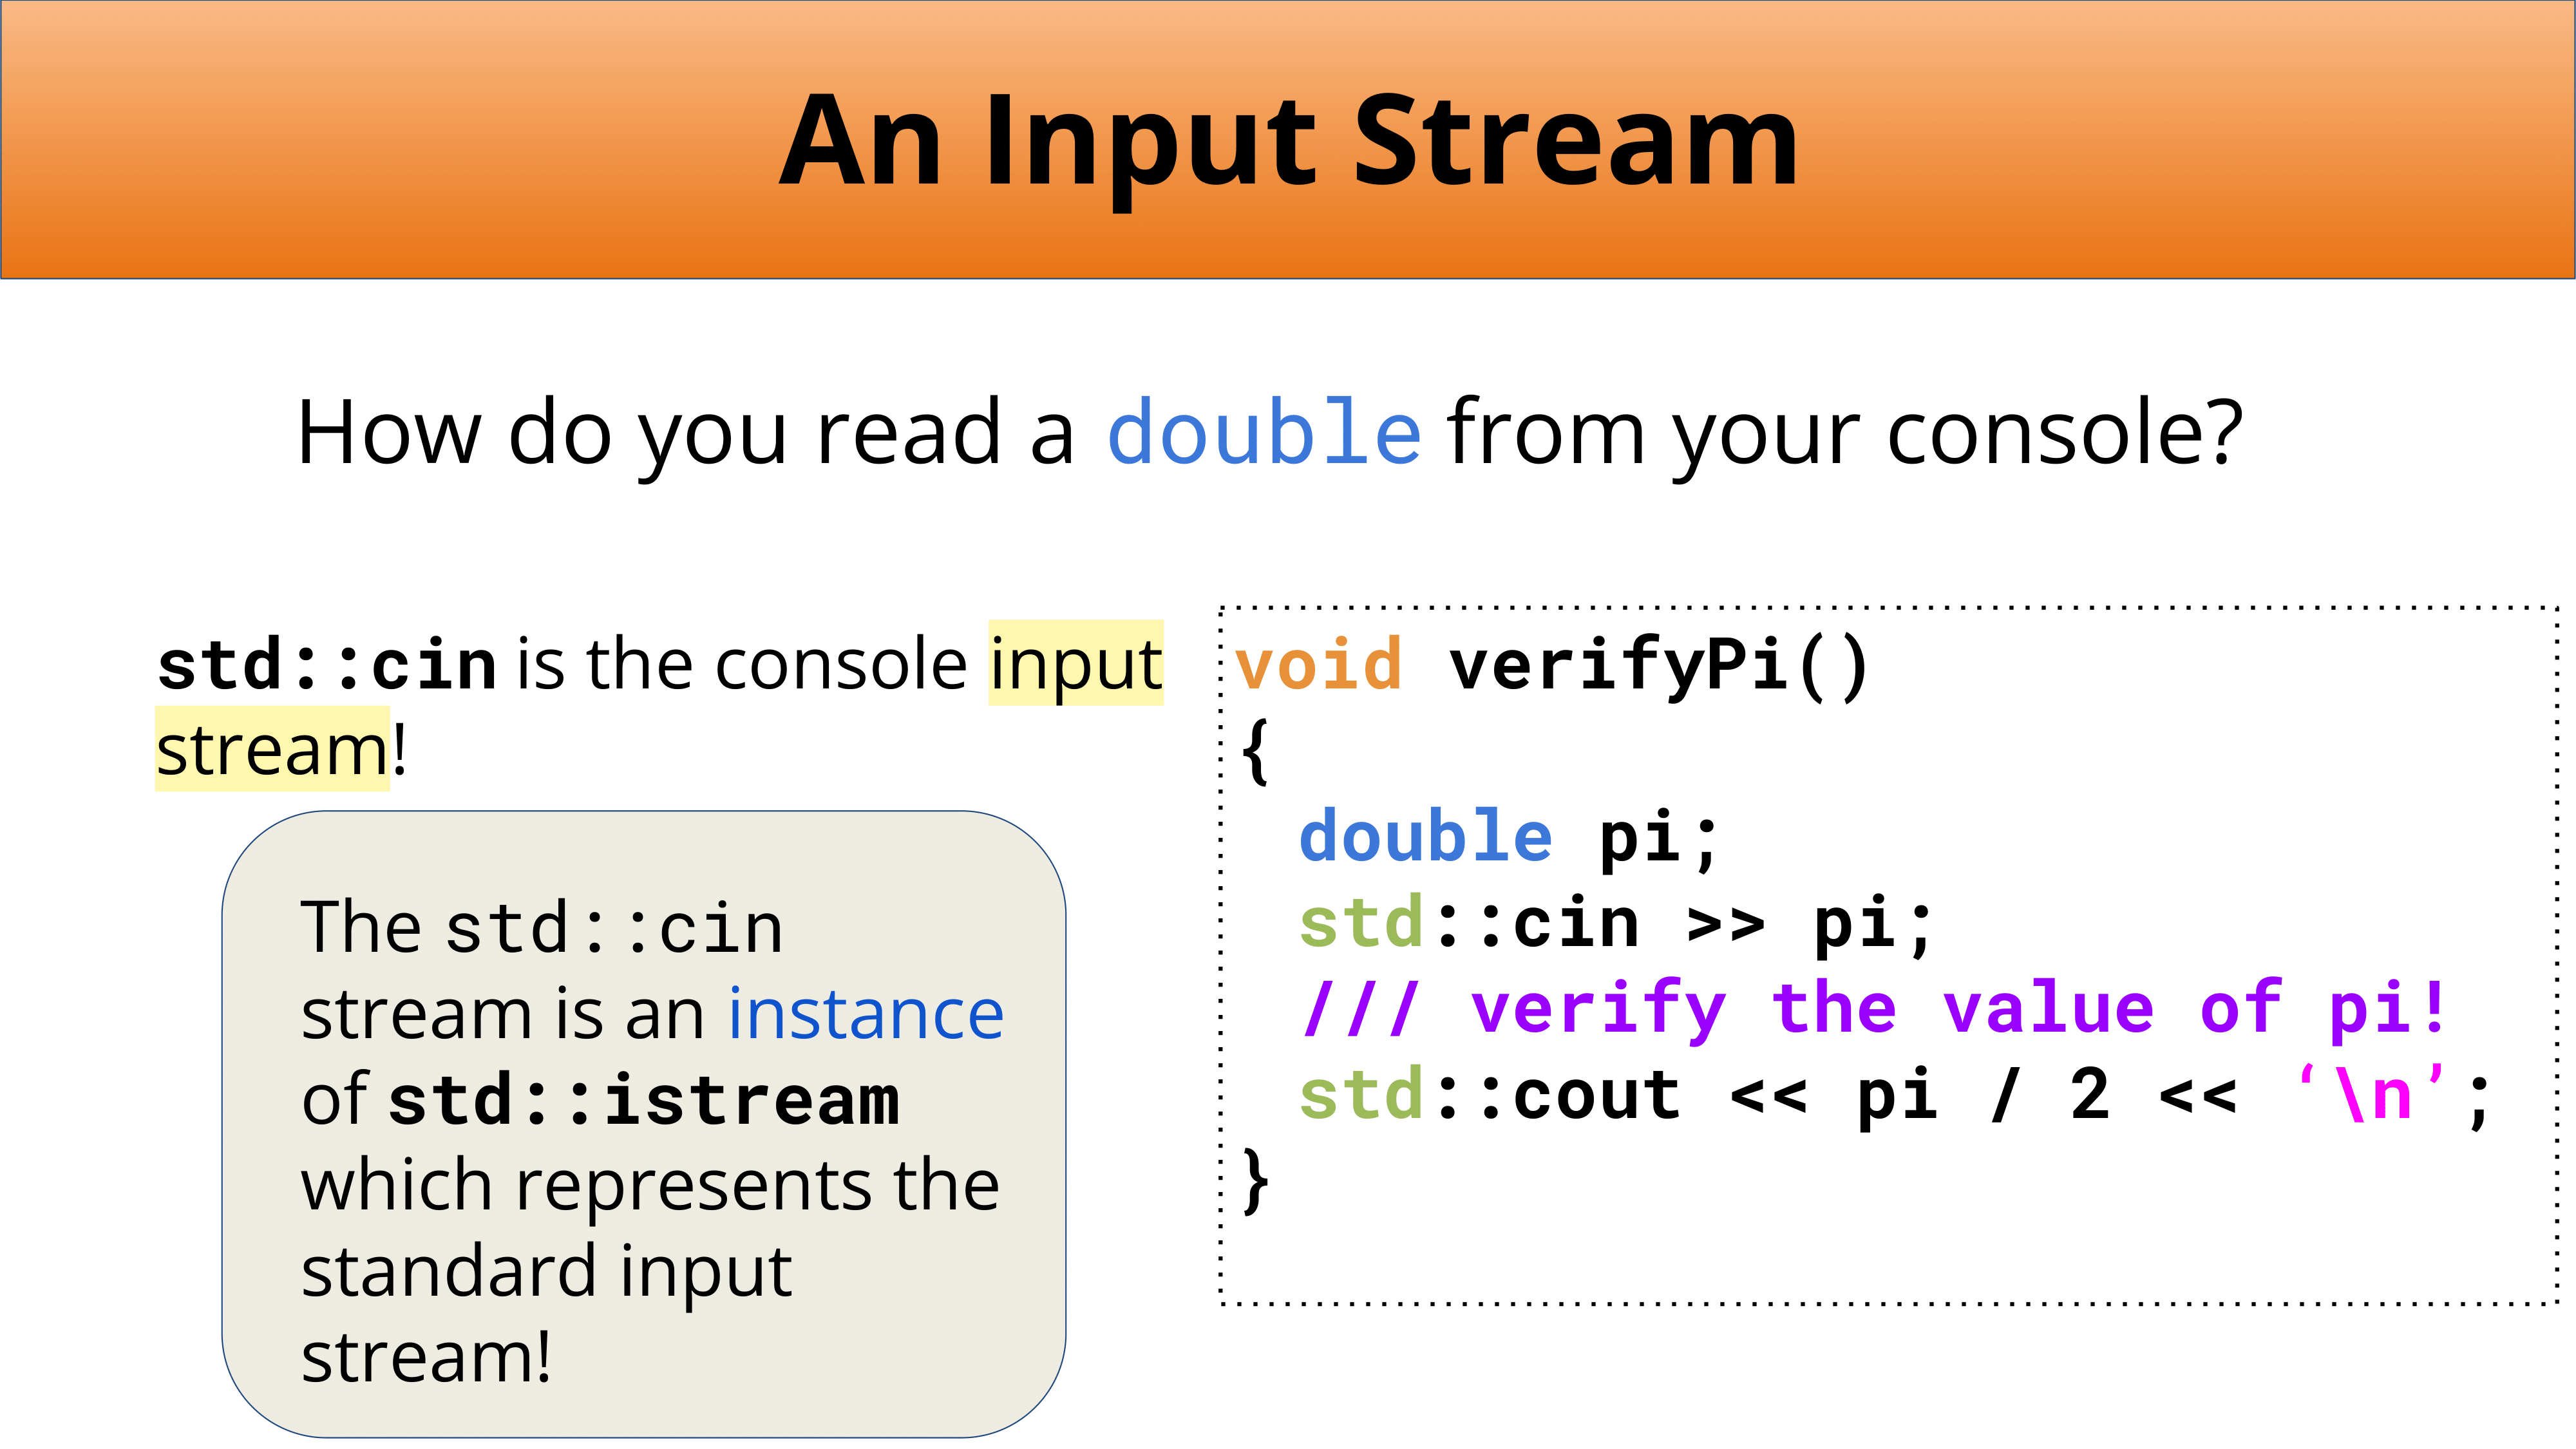 An Input Stream
How do you read a double from your console?
std::cin is the console input
stream!
The std::cin
stream is an instance
of std::istream
which represents the
standard input
stream!
void verifyPi()
{
double pi;
std::cin >> pi;
/// verify the value of pi!
std::cout << pi / 2 << ‘\n’;
}